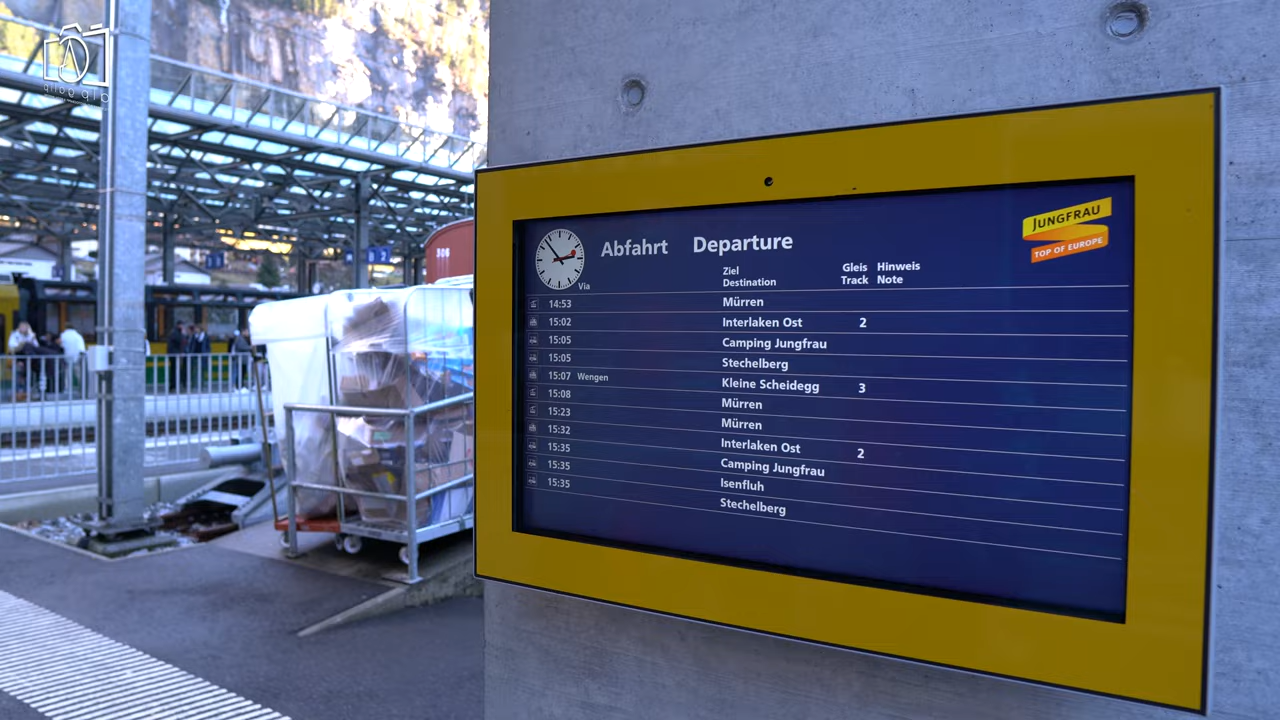 306
B 2
JUNGFRAU
TOP OF EUROPE
Abfahrt Departure
Via
Ziel Gleis Hinweis
Destination Track Note
14:53 Mürren
15:02 Interlaken Ost 2
15:05 Camping Jungfrau
15:05 Stechelberg
15:07 Wengen Kleine Scheidegg 3
15:08 Mürren
15:23 Mürren
15:32 Interlaken Ost 2
15:35 Camping Jungfrau
15:35 Isenfluh
15:35 Stechelberg